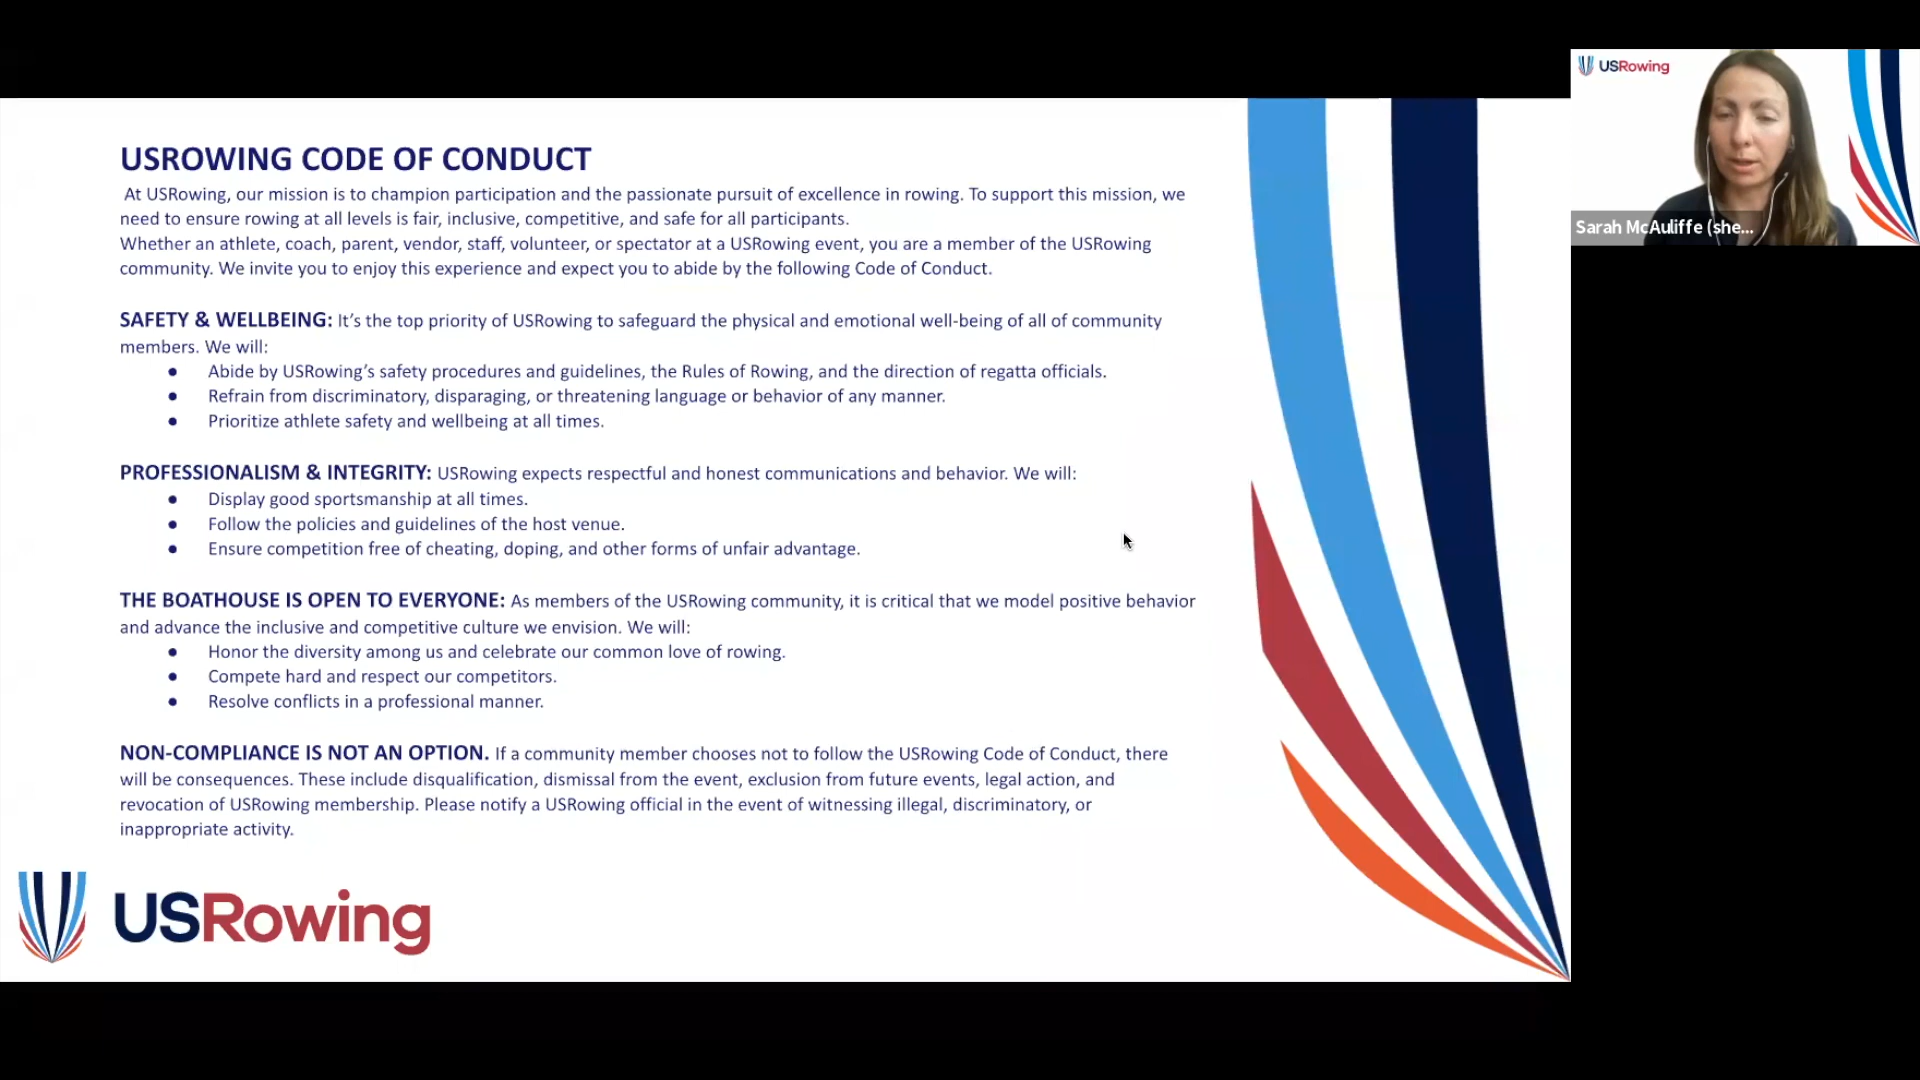 USROWING CODE OF CONDUCT
At USRowing, our mission is to champion participation and the passionate pursuit of excellence in rowing. To support this mission, we
need to ensure rowing at all levels is fair, inclusive, competitive, and safe for all participants.
Whether an athlete, coach, parent, vendor, staff, volunteer, or spectator at a USRowing event, you are a member of the USRowing
community. We invite you to enjoy this experience and expect you to abide by the following Code of Conduct.
SAFETY & WELLBEING: It’s the top priority of USRowing to safeguard the physical and emotional well-being of all of community
members. We will:
● Abide by USRowing’s safety procedures and guidelines, the Rules of Rowing, and the direction of regatta officials.
● Refrain from discriminatory, disparaging, or threatening language or behavior of any manner.
● Prioritize athlete safety and wellbeing at all times.
PROFESSIONALISM & INTEGRITY: USRowing expects respectful and honest communications and behavior. We will:
● Display good sportsmanship at all times.
● Follow the policies and guidelines of the host venue.
● Ensure competition free of cheating, doping, and other forms of unfair advantage.
THE BOATHOUSE IS OPEN TO EVERYONE: As members of the USRowing community, it is critical that we model positive behavior
and advance the inclusive and competitive culture we envision. We will:
● Honor the diversity among us and celebrate our common love of rowing.
● Compete hard and respect our competitors.
● Resolve conflicts in a professional manner.
NON-COMPLIANCE IS NOT AN OPTION. If a community member chooses not to follow the USRowing Code of Conduct, there
will be consequences. These include disqualification, dismissal from the event, exclusion from future events, legal action, and
revocation of USRowing membership. Please notify a USRowing official in the event of witnessing illegal, discriminatory, or
inappropriate activity.
USRowing
USRowing
Sarah McAuliffe (she...